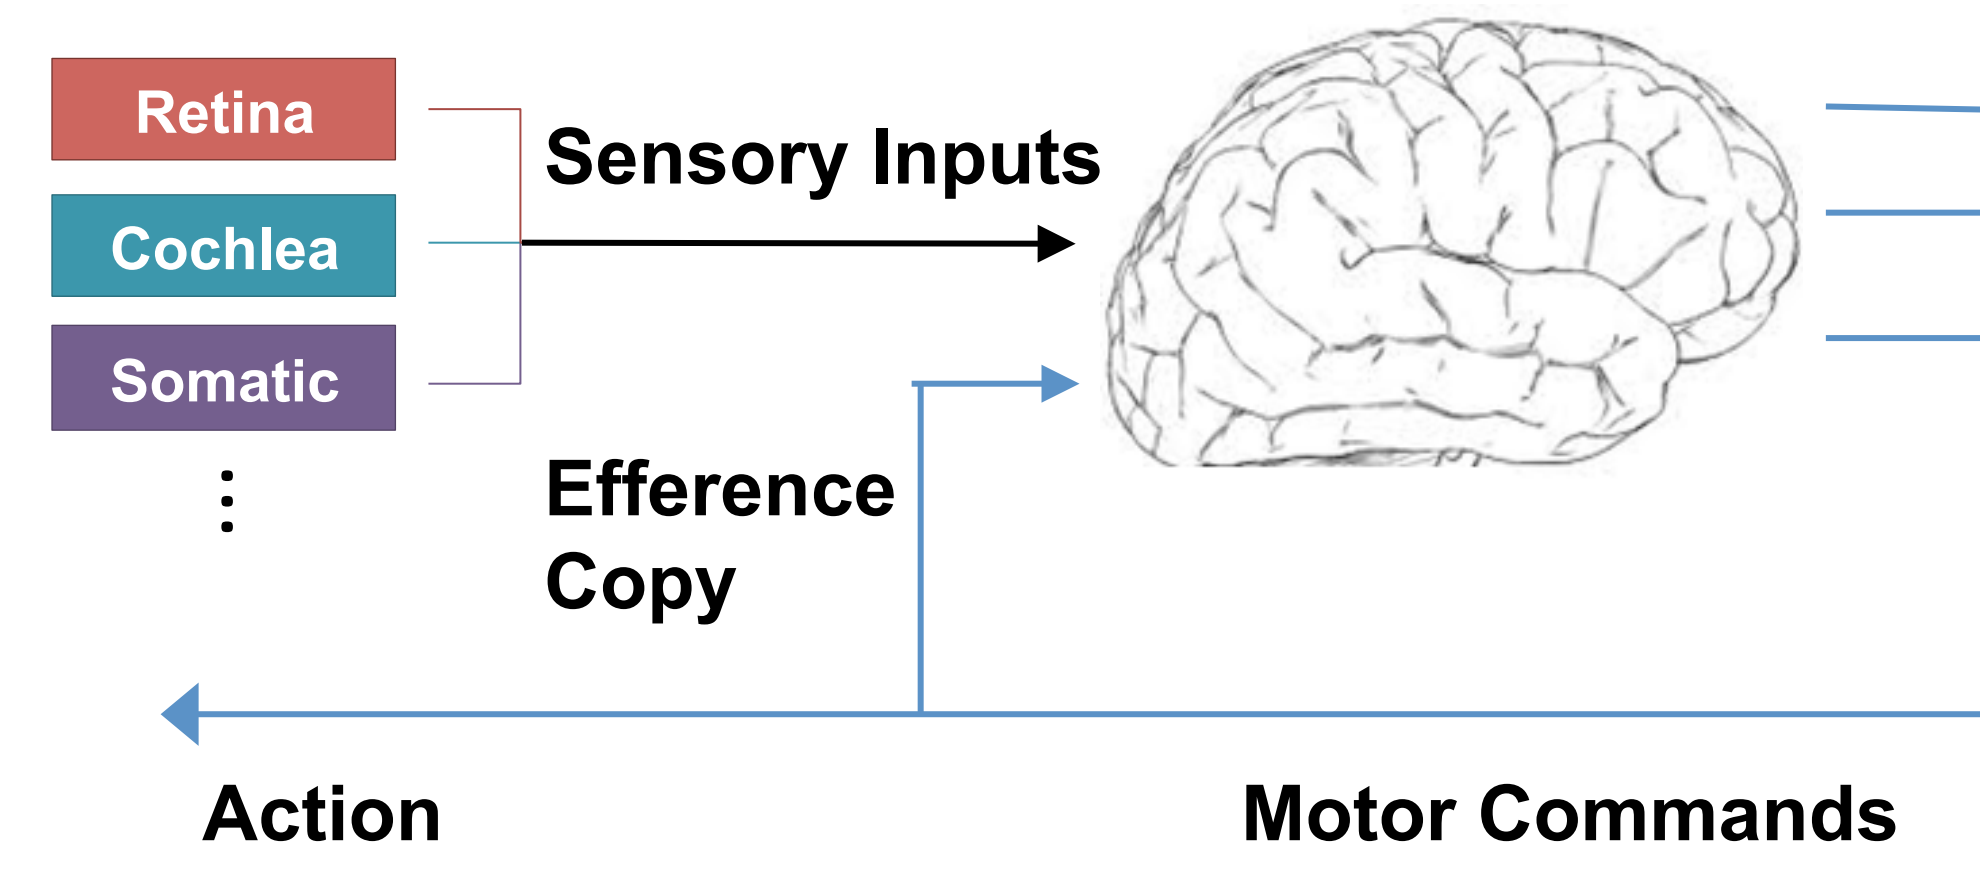 Retina
Sensory Inputs
Cochlea
Somatic
⋮
Efference
Copy
Action
Motor Commands